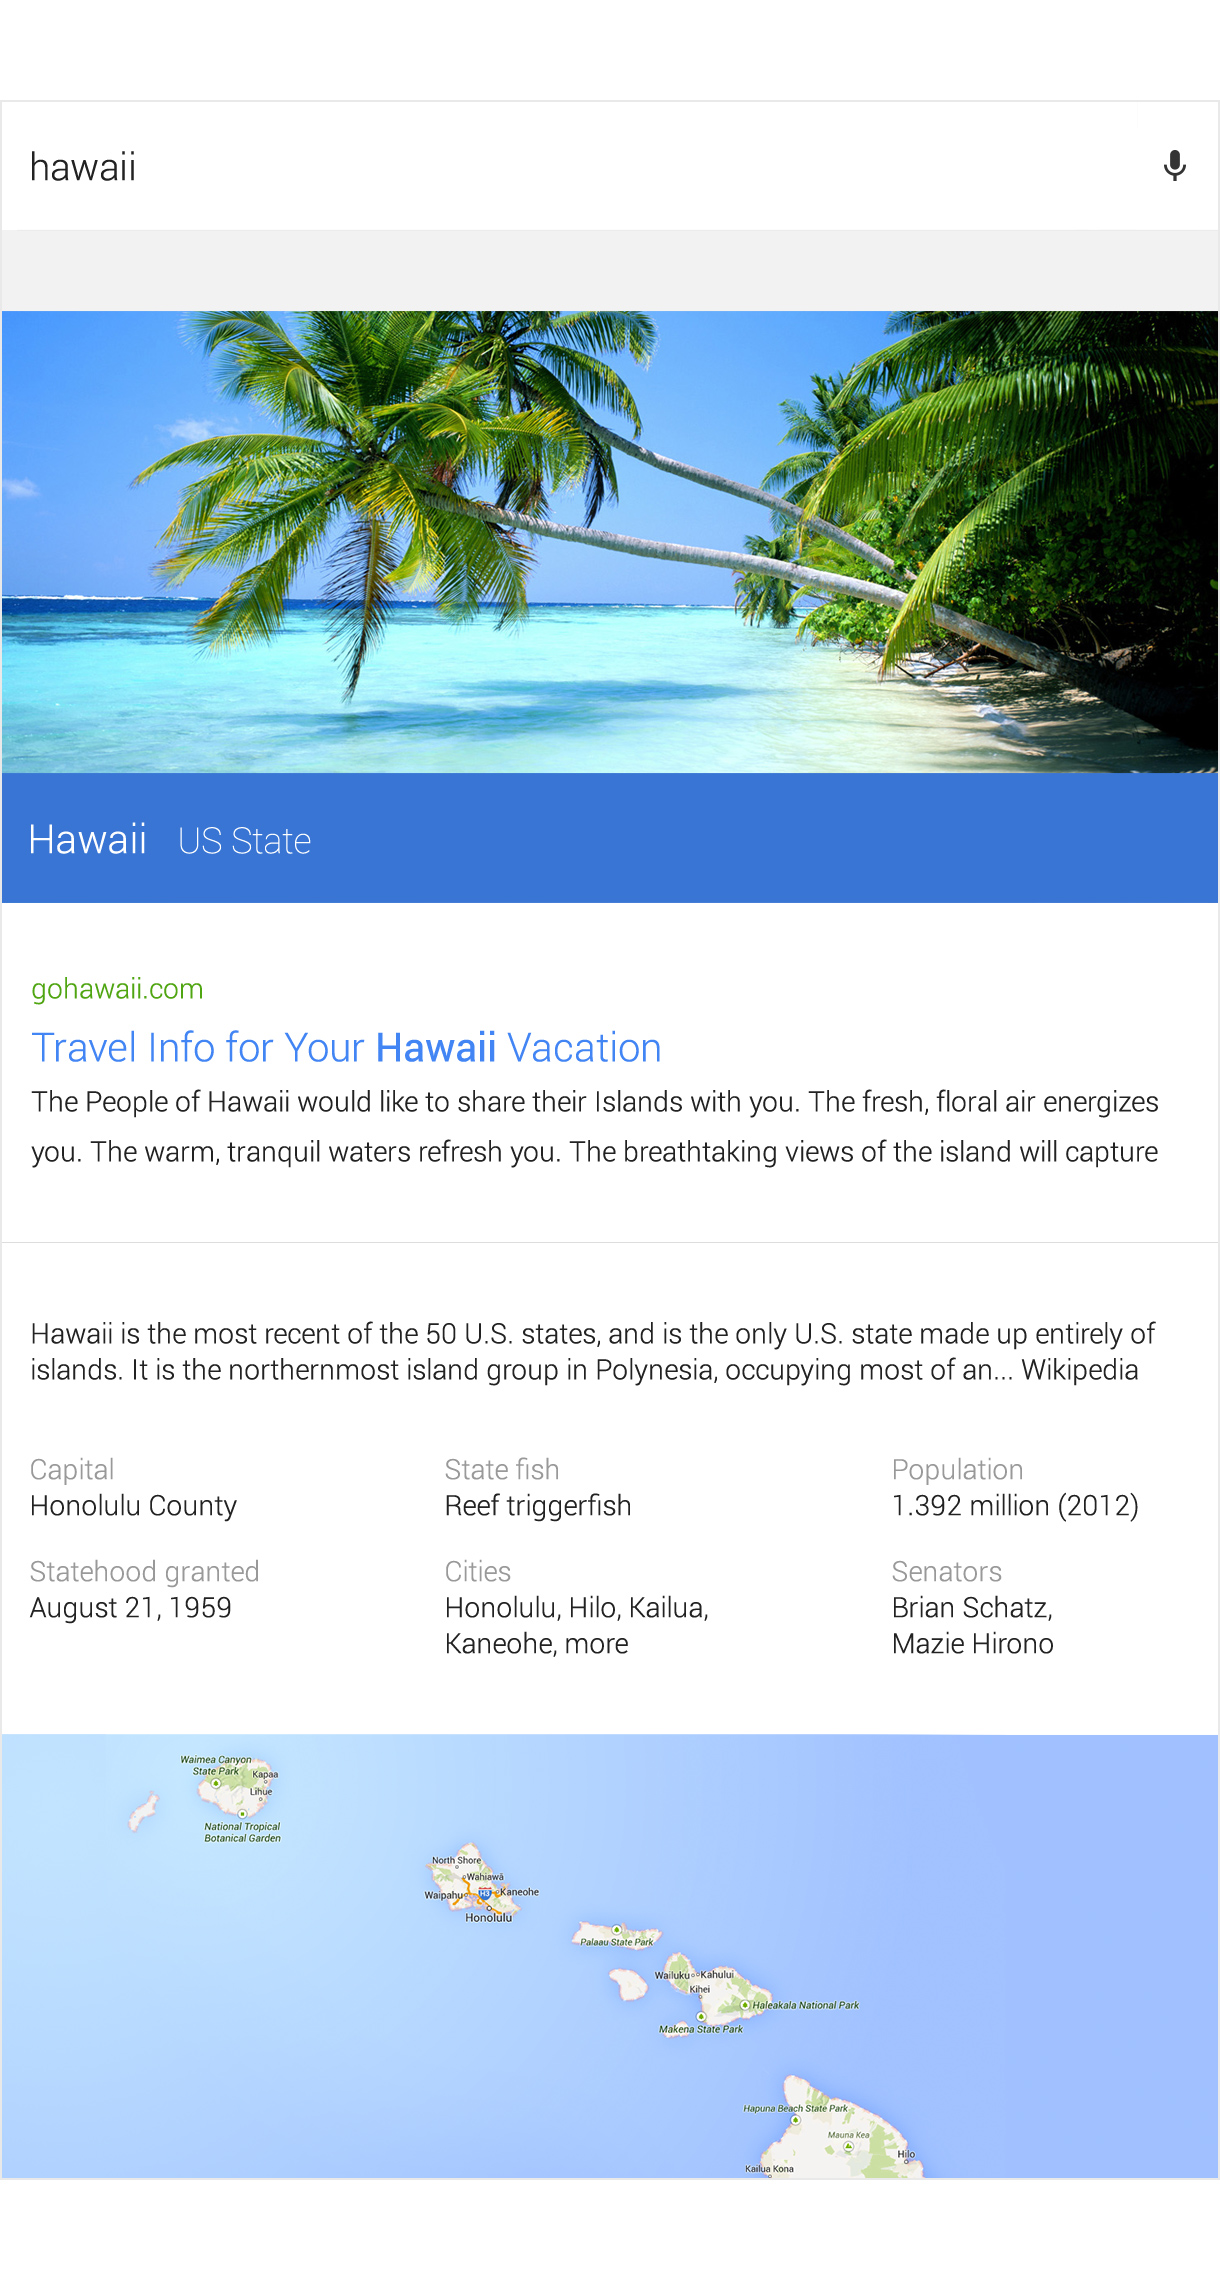 hawaii
Hawaii US State
gohawaii.com
Travel Info for Your Hawaii Vacation
The People of Hawaii would like to share their Islands with you. The fresh, floral air energizes
you. The warm, tranquil waters refresh you. The breathtaking views of the island will capture
Hawaii is the most recent of the 50 U.S. states, and is the only U.S. state made up entirely of
islands. It is the northernmost island group in Polynesia, occupying most of an... Wikipedia
Capital
Honolulu County
State fish
Reef triggerfish
Population
1.392 million (2012)
Statehood granted
August 21, 1959
Cities
Honolulu, Hilo, Kailua,
Kaneohe, more
Senators
Brian Schatz,
Mazie Hirono
Waimea Canyon
State Park
Kapaa
Lihue
National Tropical
Botanical Garden
North Shore
Wahiawā
Waipahu
H3
Kaneohe
Honolulu
Palaau State Park
Wailuku
Kahului
Kihei
Haleakala National Park
Makena State Park
Hapuna Beach State Park
Mauna Kea
Hilo
Kailua Kona